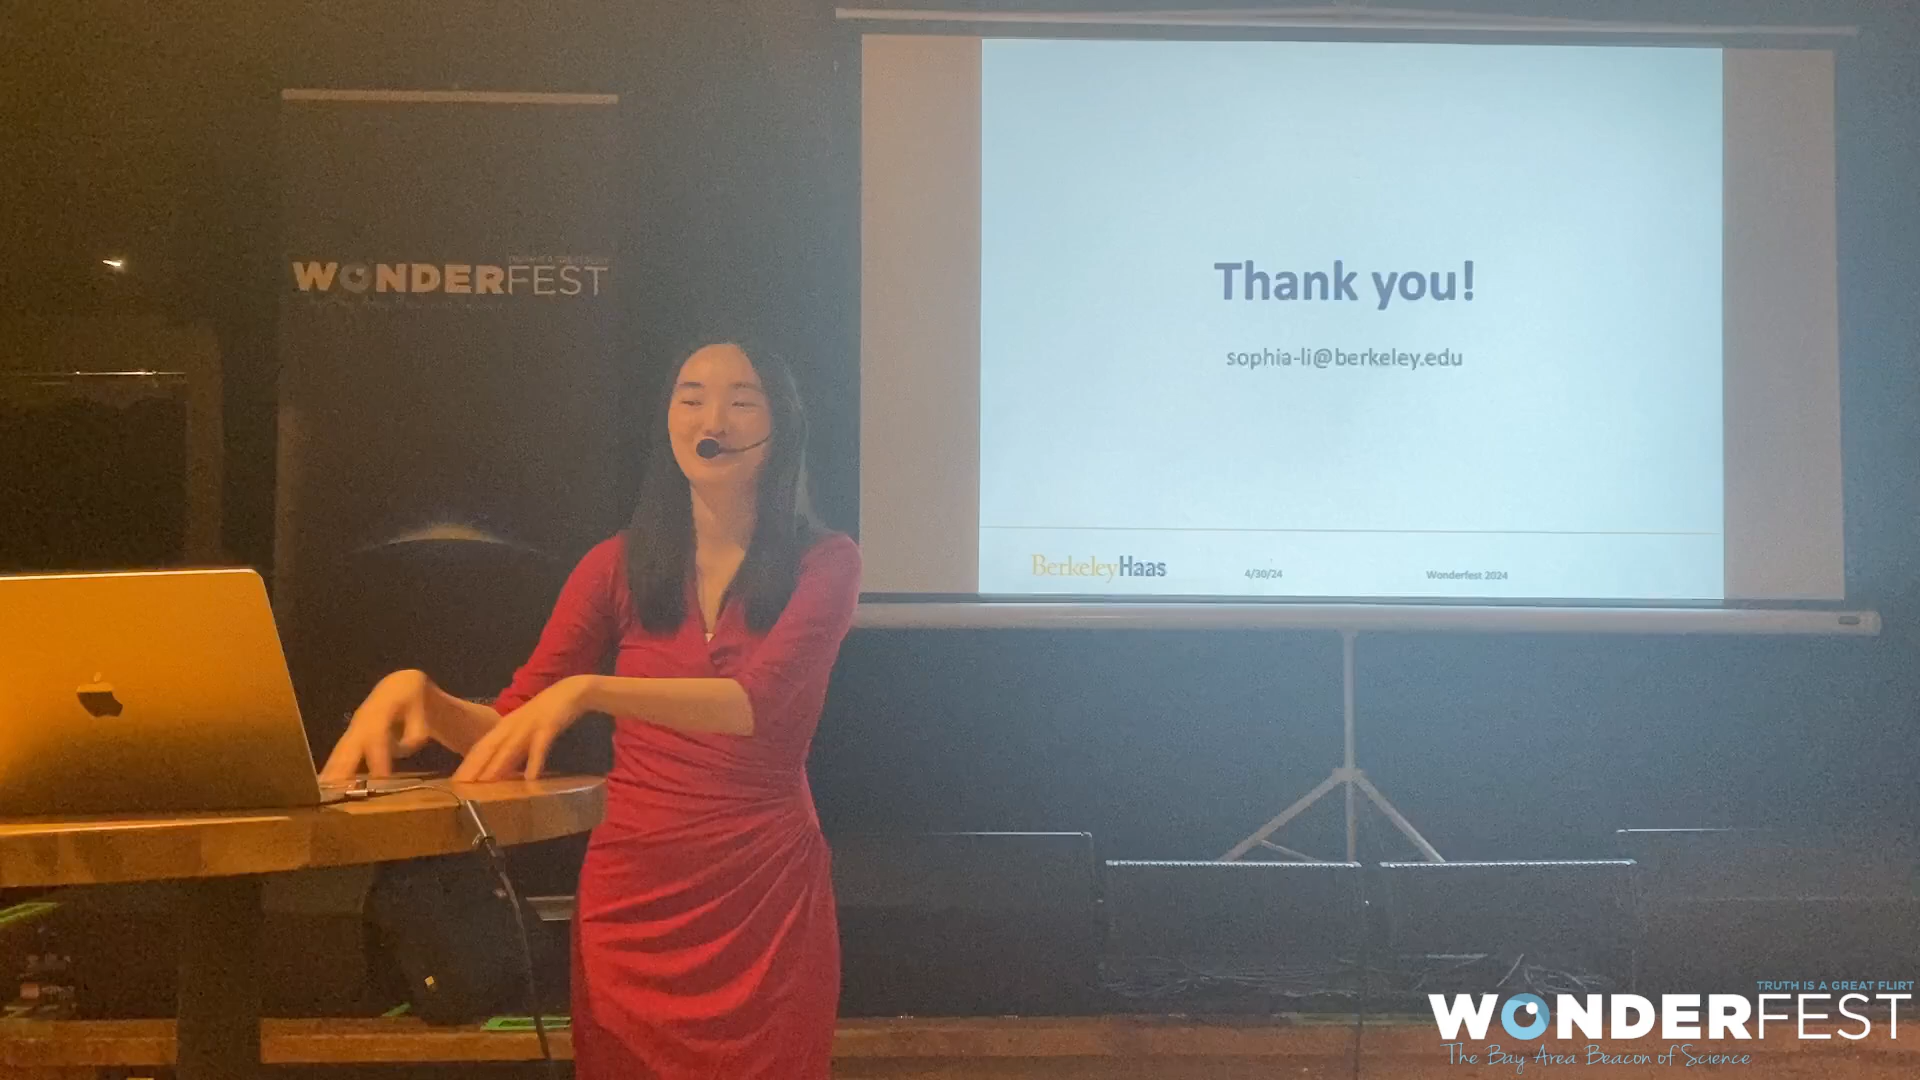 WONDERFEST
Thank you!
sophia-li@berkeley.edu
BerkeleyHaas
4/30/24
Wonderfest 2024
TRUTH IS A GREAT FLIRT
WONDERFEST
The Bay Area Beacon of Science